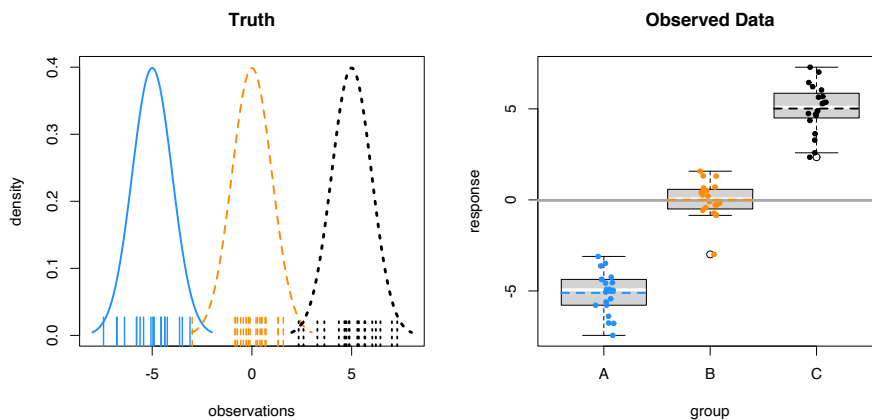 Truth
density
0.0
0.1
0.2
0.3
0.4
-5
0
5
observations
Observed Data
response
-5
0
5
A
B
C
group